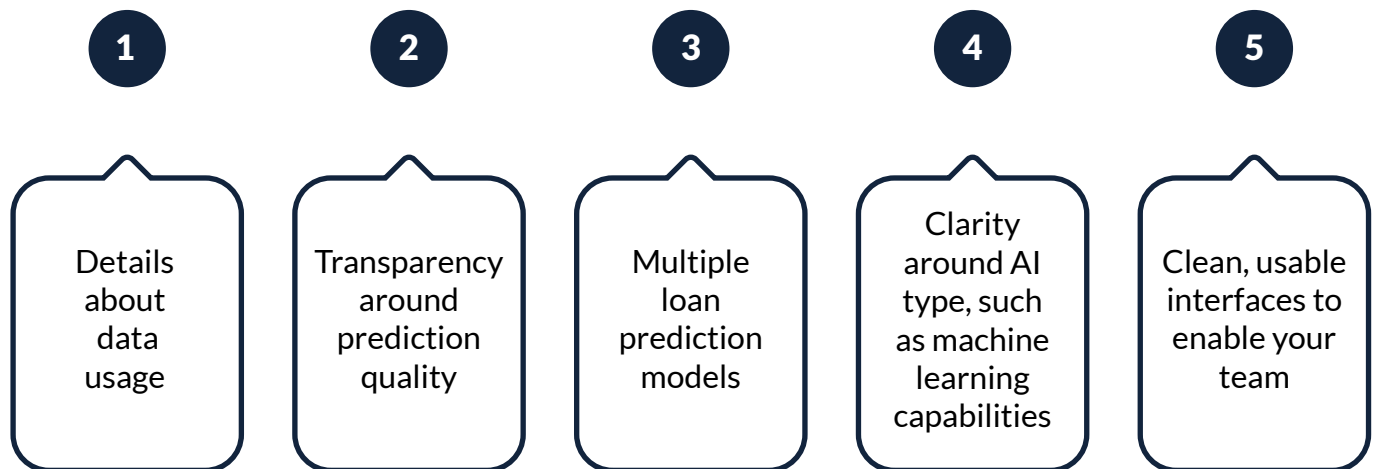 1
2
3
4
5
Details
about
data
usage
Transparency
around
prediction
quality
Multiple
loan
prediction
models
Clarity
around AI
type, such
as machine
learning
capabilities
Clean, usable
interfaces to
enable your
team